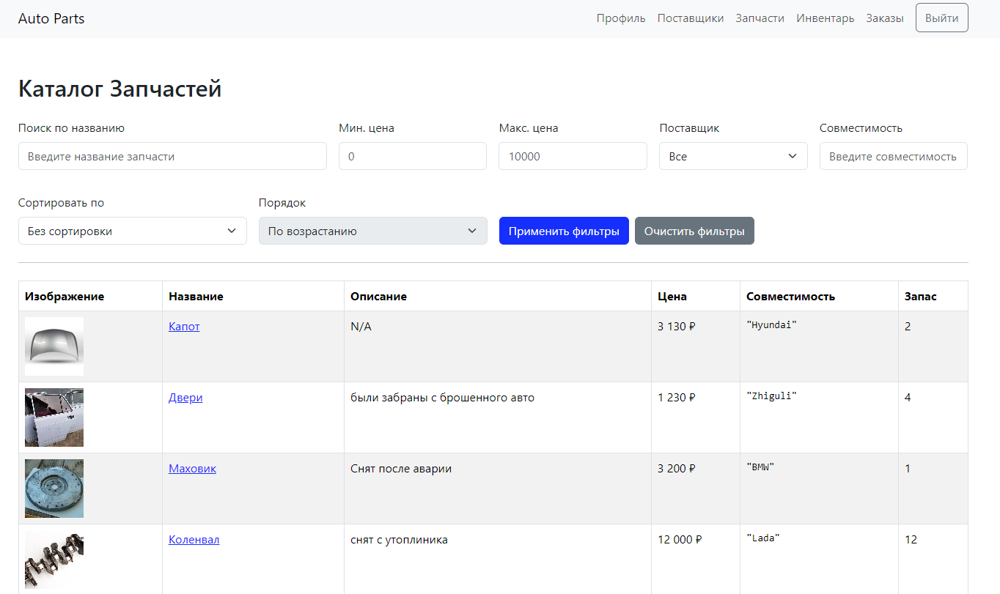 Auto Parts Профиль Поставщики Запчасти Инвентарь Заказы Выйти
Каталог Запчастей
Поиск по названию Мин. цена Макс. цена Поставщик Совместимость
Введите название запчасти 0 10000 Все Введите совместимость
Сортировать по Порядок
Без сортировки По возрастанию Применить фильтры Очистить фильтры
Изображение Название Описание Цена Совместимость Запас
Капот N/A 3 130 ₽ "Hyundai" 2
Двери были забраны с брошенного авто 1 230 ₽ "Zhiguli" 4
Маховик Снят после аварии 3 200 ₽ "BMW" 1
Коленвал снят с утоплиника 12 000 ₽ "Lada" 12